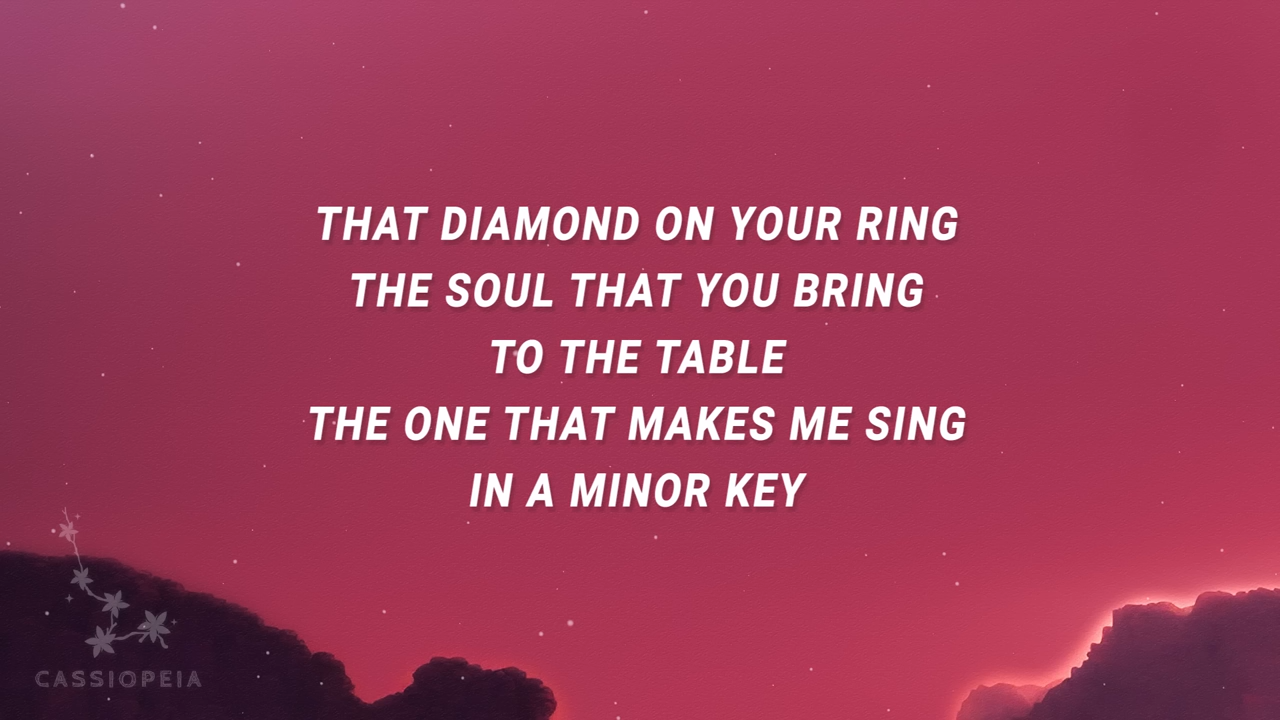 THAT DIAMOND ON YOUR RING
THE SOUL THAT YOU BRING
TO THE TABLE
THE ONE THAT MAKES ME SING
IN A MINOR KEY
CASSIOPEIA